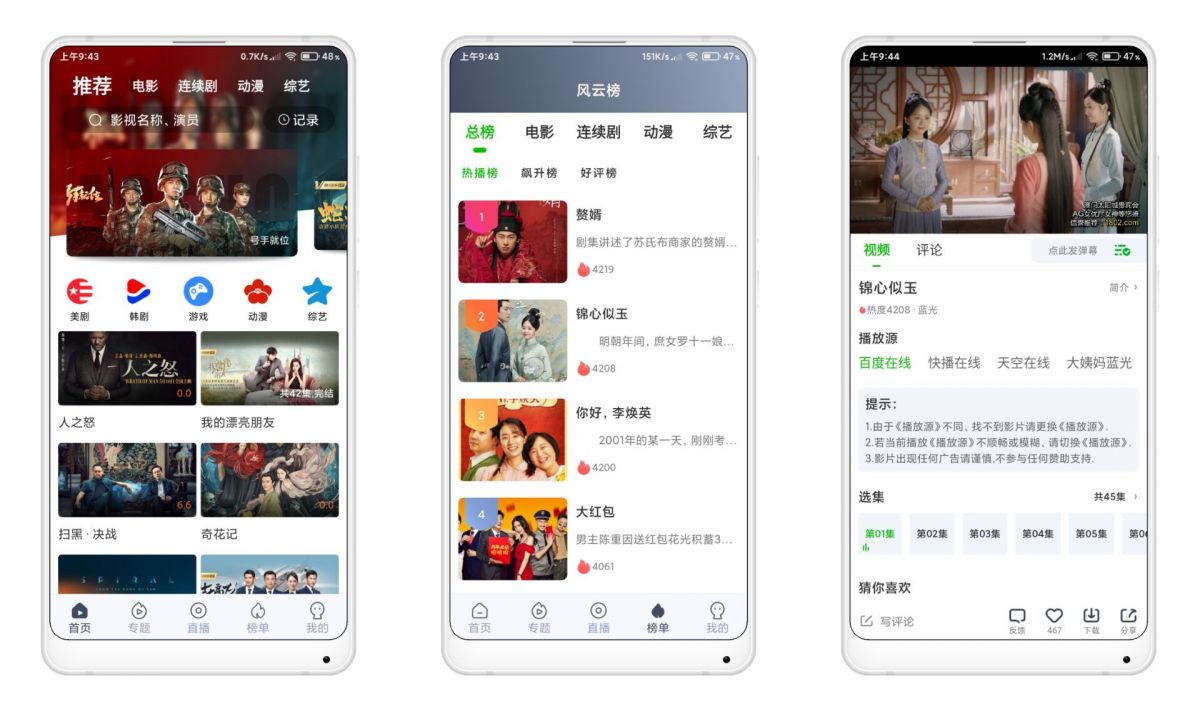 上午9:43
0.7K/s
48%
推荐 电影 连续剧 动漫 综艺
影视名称、演员
记录
号手就位
美剧 韩剧 游戏 动漫 综艺
一人之怒
WRATH OF MAN
0.0
共42集,完结
人之怒
我的漂亮朋友
6.6
0.0
扫黑 · 决战
奇花记
SPIRAL
首页 专题 直播 榜单 我的
上午9:43
151K/s
47%
风云榜
总榜 电影 连续剧 动漫 综艺
热播榜 飙升榜 好评榜
1
赘婿
剧集讲述了苏氏布商家的赘婿...
4219
2
锦心似玉
明朝年间, 庶女罗十一娘...
4208
3
你好, 李焕英
2001年的某一天, 刚刚考...
4200
4
大红包
男主陈重因送红包花光积蓄3...
4061
首页 专题 直播 榜单 我的
上午9:44
1.2M/s
47%
视频 评论
点此发弹幕
锦心似玉
简介
热度4208 · 蓝光
播放源
百度在线 快播在线 天空在线 大姨妈蓝光
提示:
1.由于《播放源》不同、找不到影片请更换《播放源》.
2.若当前播放《播放源》不顺畅或模糊、请切换《播放源》.
3.影片出现任何广告请谨慎,不参与任何赞助支持.
选集
共45集
第01集 第02集 第03集 第04集 第05集
猜你喜欢
写评论
反馈 467 下载 分享